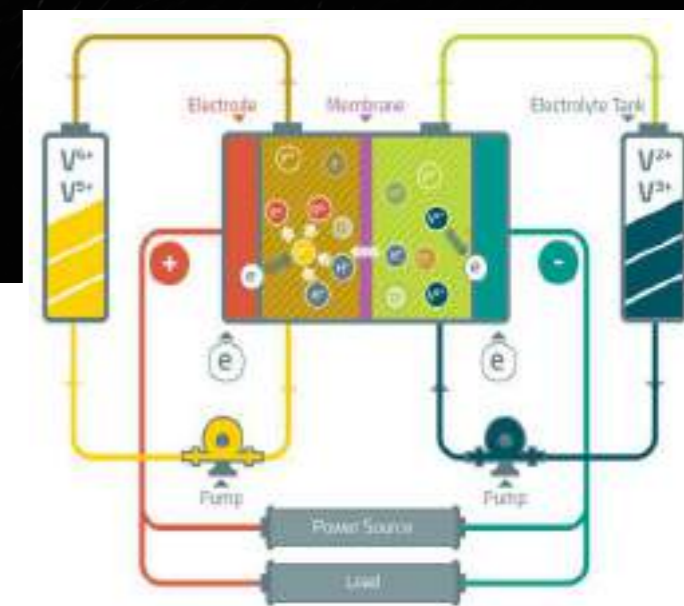 Electrode
Membrane
Electrolyte Tank
V⁴⁺
V⁵⁺
V²⁺
V³⁺
+
-
e
e
e
e
Pump
Pump
Power Source
Load